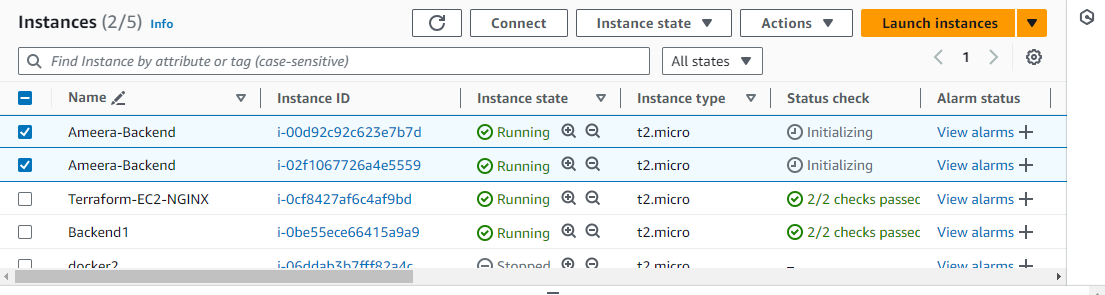 Instances (2/5) Info Connect Instance state Actions Launch instances
Find Instance by attribute or tag (case-sensitive) All states 1
Name Instance ID Instance state Instance type Status check Alarm status
Ameera-Backend i-00d92c92c623e7b7d Running t2.micro Initializing View alarms
Ameera-Backend i-02f1067726a4e5559 Running t2.micro Initializing View alarms
Terraform-EC2-NGINX i-0cf8427af6c4af9bd Running t2.micro 2/2 checks passec View alarms
Backend1 i-0be55ece66415a9a9 Running t2.micro 2/2 checks passec View alarms
docker2 i-06ddab3b7fff82a4c Stopped t2.micro – View alarms